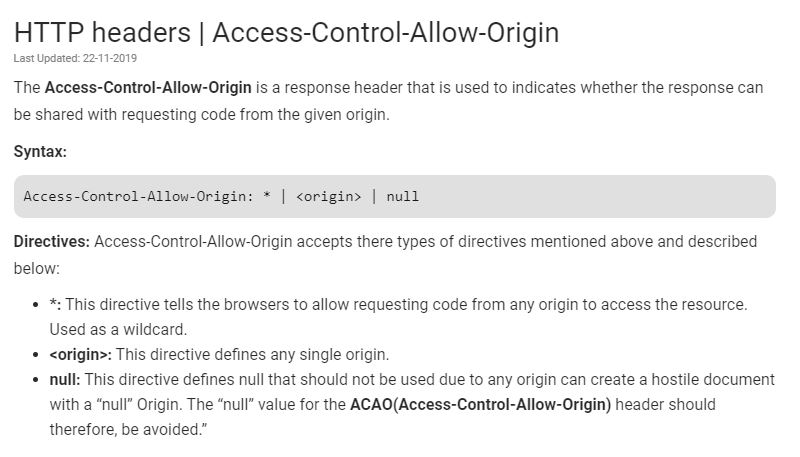 HTTP headers | Access-Control-Allow-Origin
Last Updated: 22-11-2019
The Access-Control-Allow-Origin is a response header that is used to indicates whether the response can
be shared with requesting code from the given origin.
Syntax:
Access-Control-Allow-Origin: * | <origin> | null
Directives: Access-Control-Allow-Origin accepts there types of directives mentioned above and described
below:
• *: This directive tells the browsers to allow requesting code from any origin to access the resource.
Used as a wildcard.
• <origin>: This directive defines any single origin.
• null: This directive defines null that should not be used due to any origin can create a hostile document
with a “null” Origin. The “null” value for the ACAO(Access-Control-Allow-Origin) header should
therefore, be avoided.”